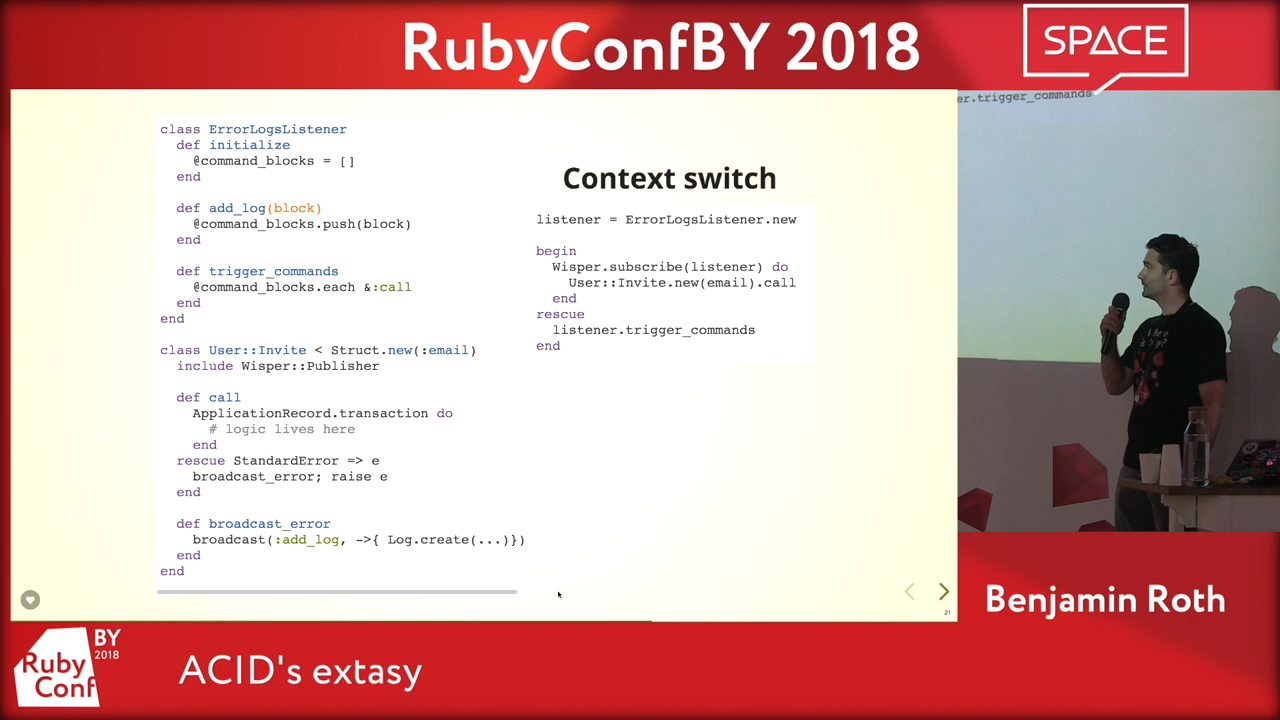 RubyConfBY 2018
SPACE
er.trigger_commands
class ErrorLogsListener
  def initialize
    @command_blocks = []
  end

  def add_log(block)
    @command_blocks.push(block)
  end

  def trigger_commands
    @command_blocks.each &:call
  end
end

class User::Invite < Struct.new(:email)
  include Wisper::Publisher

  def call
    ApplicationRecord.transaction do
      # logic lives here
    end
  rescue StandardError => e
    broadcast_error; raise e
  end

  def broadcast_error
    broadcast(:add_log, ->{ Log.create(...)})
  end
end
Context switch
listener = ErrorLogsListener.new

begin
  Wisper.subscribe(listener) do
    User::Invite.new(email).call
  end
rescue
  listener.trigger_commands
end
21
Benjamin Roth
Ruby
Conf
BY
2018
ACID's extasy